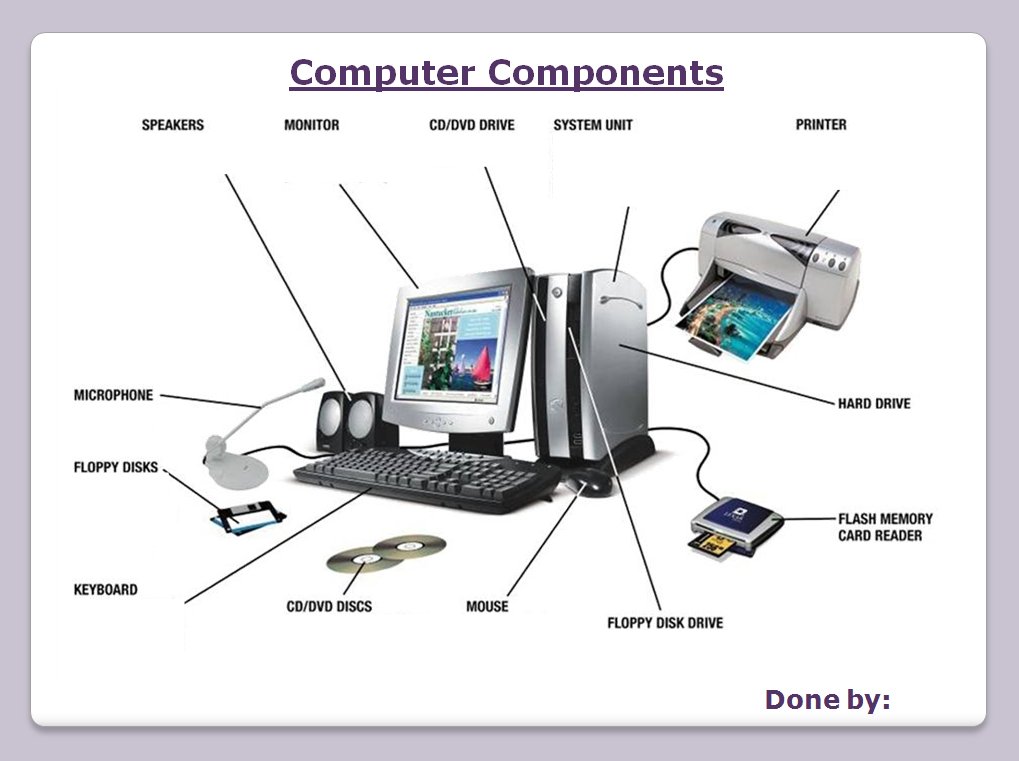 Computer Components
SPEAKERS
MONITOR
CD/DVD DRIVE
SYSTEM UNIT
PRINTER
Nantucket
MICROPHONE
HARD DRIVE
FLOPPY DISKS
FLASH MEMORY
CARD READER
KEYBOARD
CD/DVD DISCS
MOUSE
FLOPPY DISK DRIVE
Done by: